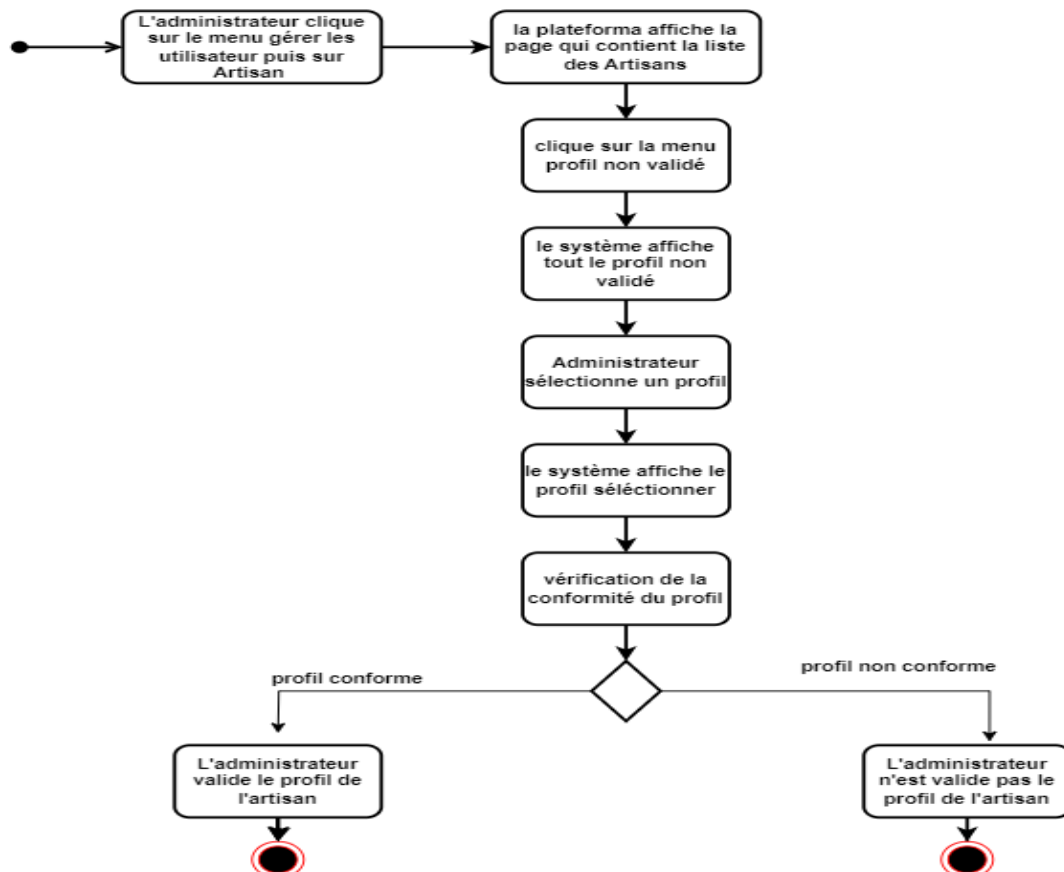 L'administrateur clique
sur le menu gérer les
utilisateur puis sur
Artisan
la plateforma affiche la
page qui contient la liste
des Artisans
clique sur la menu
profil non validé
le système affiche
tout le profil non
validé
Administrateur
sélectionne un profil
le système affiche le
profil séléctionner
vérification de la
conformité du profil
profil conforme
profil non conforme
L'administrateur
valide le profil de
l'artisan
L'administrateur
n'est valide pas le
profil de l'artisan